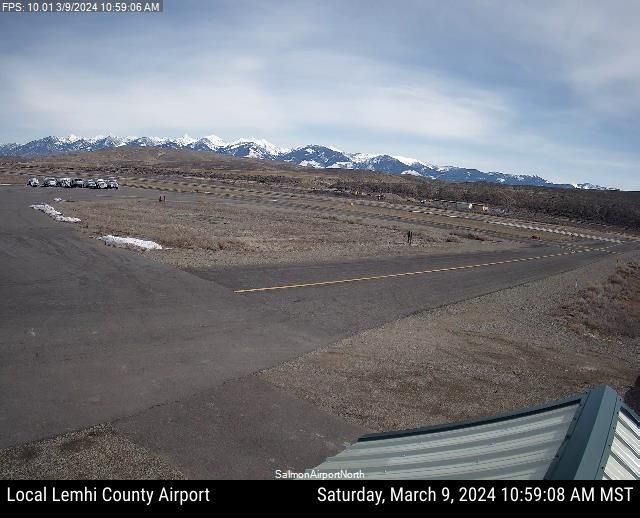 FPS: 10.01 3/9/2024 10:59:06 AM
SalmonAirportNorth
Local Lemhi County Airport Saturday, March 9, 2024 10:59:08 AM MST